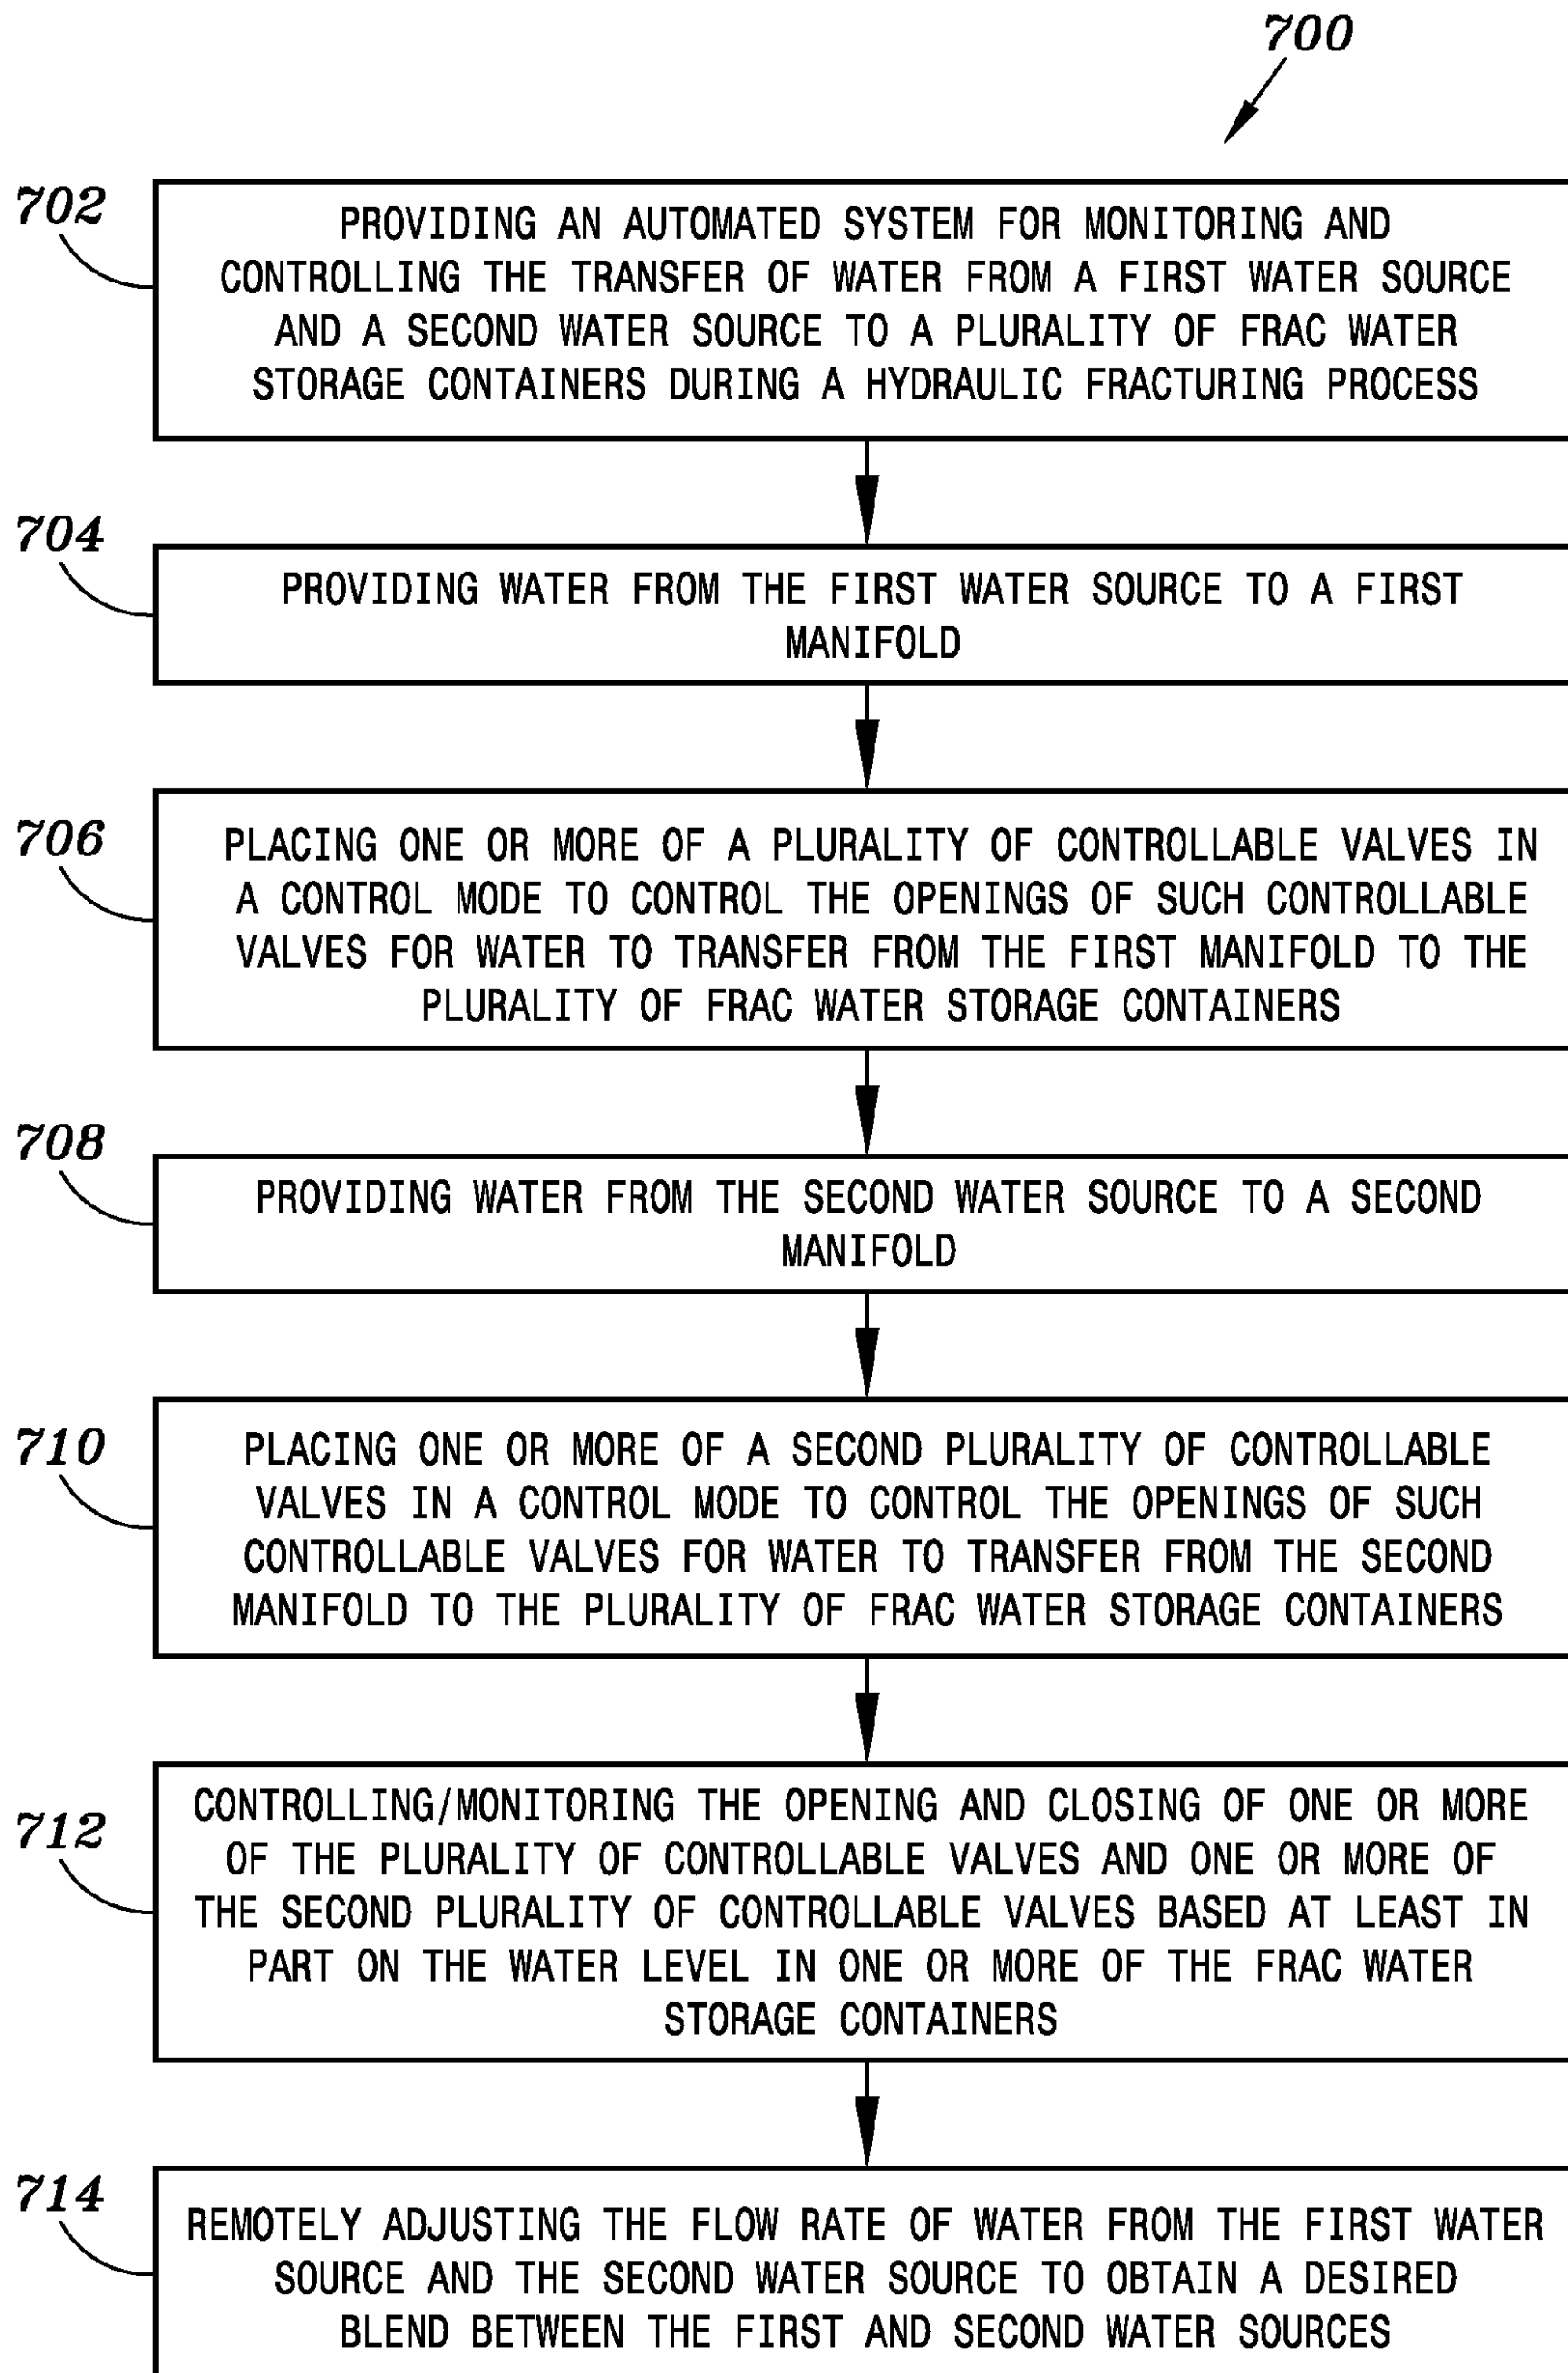 700
702
PROVIDING AN AUTOMATED SYSTEM FOR MONITORING AND
CONTROLLING THE TRANSFER OF WATER FROM A FIRST WATER SOURCE
AND A SECOND WATER SOURCE TO A PLURALITY OF FRAC WATER
STORAGE CONTAINERS DURING A HYDRAULIC FRACTURING PROCESS
704
PROVIDING WATER FROM THE FIRST WATER SOURCE TO A FIRST
MANIFOLD
706
PLACING ONE OR MORE OF A PLURALITY OF CONTROLLABLE VALVES IN
A CONTROL MODE TO CONTROL THE OPENINGS OF SUCH CONTROLLABLE
VALVES FOR WATER TO TRANSFER FROM THE FIRST MANIFOLD TO THE
PLURALITY OF FRAC WATER STORAGE CONTAINERS
708
PROVIDING WATER FROM THE SECOND WATER SOURCE TO A SECOND
MANIFOLD
710
PLACING ONE OR MORE OF A SECOND PLURALITY OF CONTROLLABLE
VALVES IN A CONTROL MODE TO CONTROL THE OPENINGS OF SUCH
CONTROLLABLE VALVES FOR WATER TO TRANSFER FROM THE SECOND
MANIFOLD TO THE PLURALITY OF FRAC WATER STORAGE CONTAINERS
712
CONTROLLING/MONITORING THE OPENING AND CLOSING OF ONE OR MORE
OF THE PLURALITY OF CONTROLLABLE VALVES AND ONE OR MORE OF
THE SECOND PLURALITY OF CONTROLLABLE VALVES BASED AT LEAST IN
PART ON THE WATER LEVEL IN ONE OR MORE OF THE FRAC WATER
STORAGE CONTAINERS
714
REMOTELY ADJUSTING THE FLOW RATE OF WATER FROM THE FIRST WATER
SOURCE AND THE SECOND WATER SOURCE TO OBTAIN A DESIRED
BLEND BETWEEN THE FIRST AND SECOND WATER SOURCES